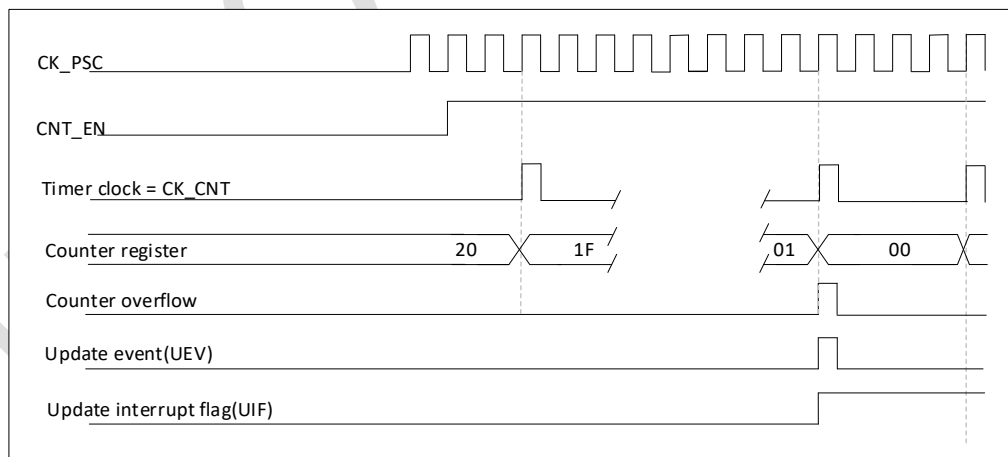 CK_PSC
CNT_EN
Timer clock = CK_CNT
Counter register 20 1F 01 00
Counter overflow
Update event(UEV)
Update interrupt flag(UIF)